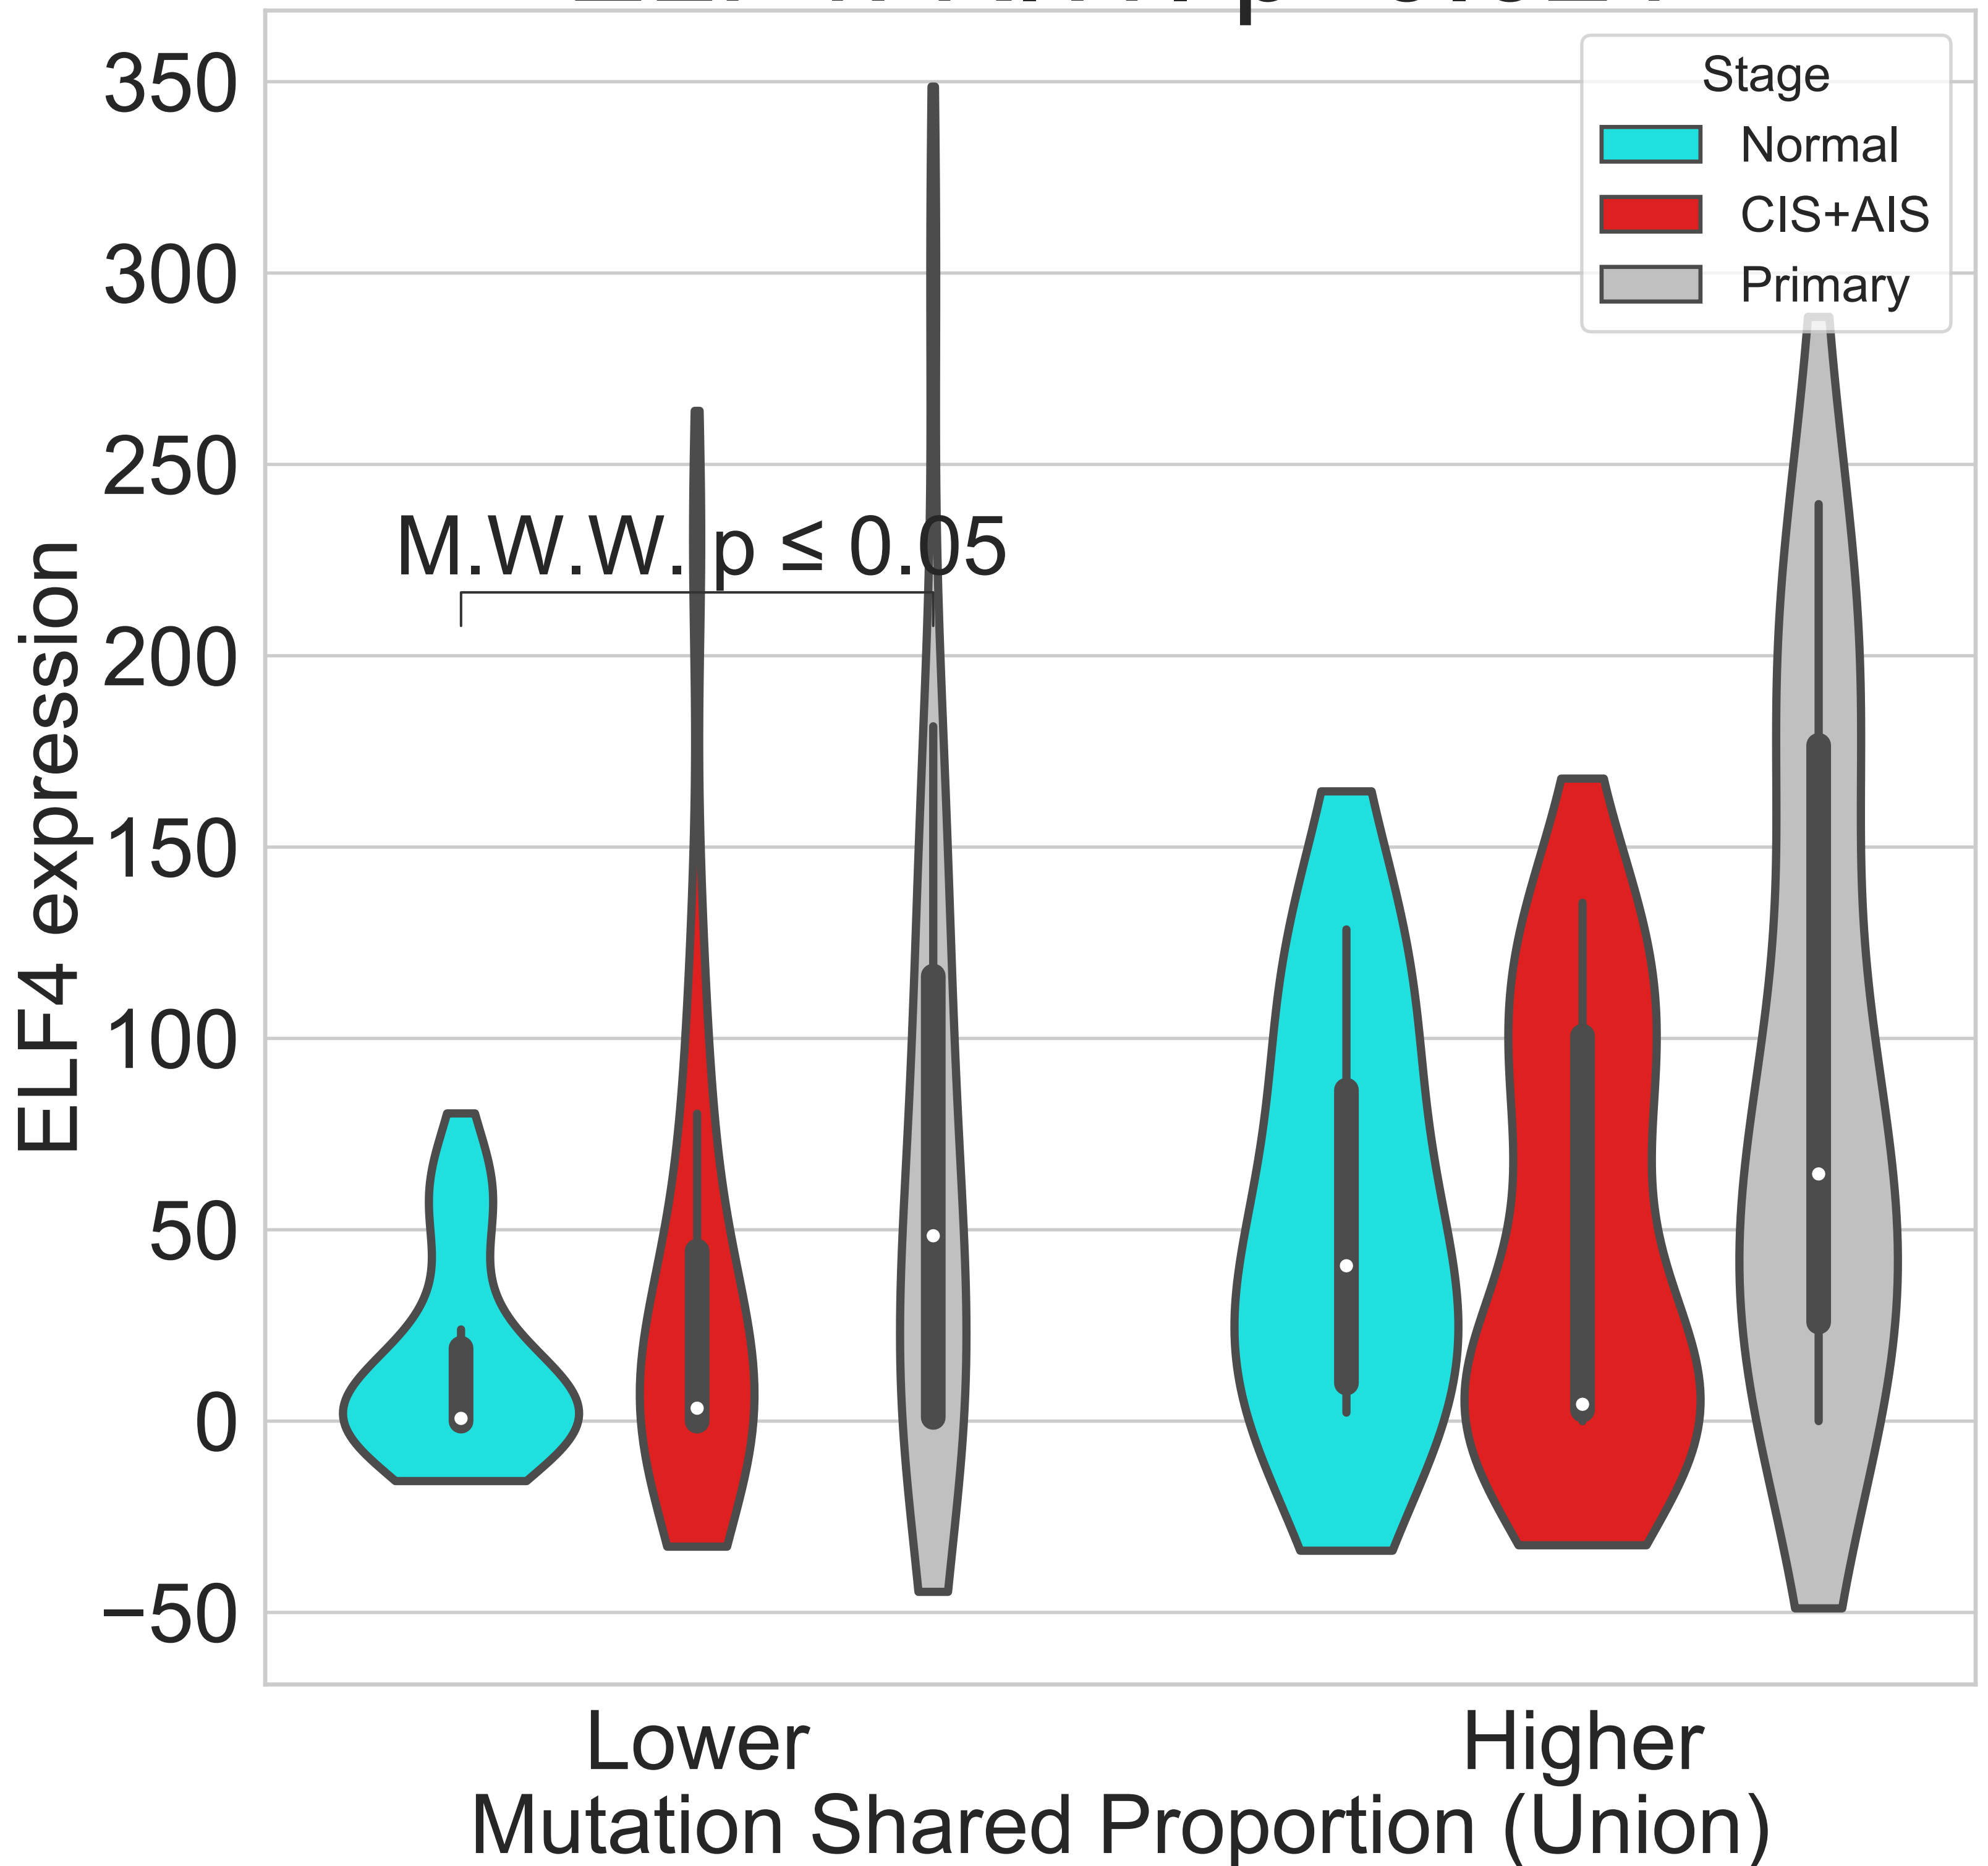 350
300
250
200
150
100
50
0
−50
ELF4 expression
Stage
Normal
CIS+AIS
Primary
M.W.W. p ≤ 0.05
Lower
Higher
Mutation Shared Proportion (Union)